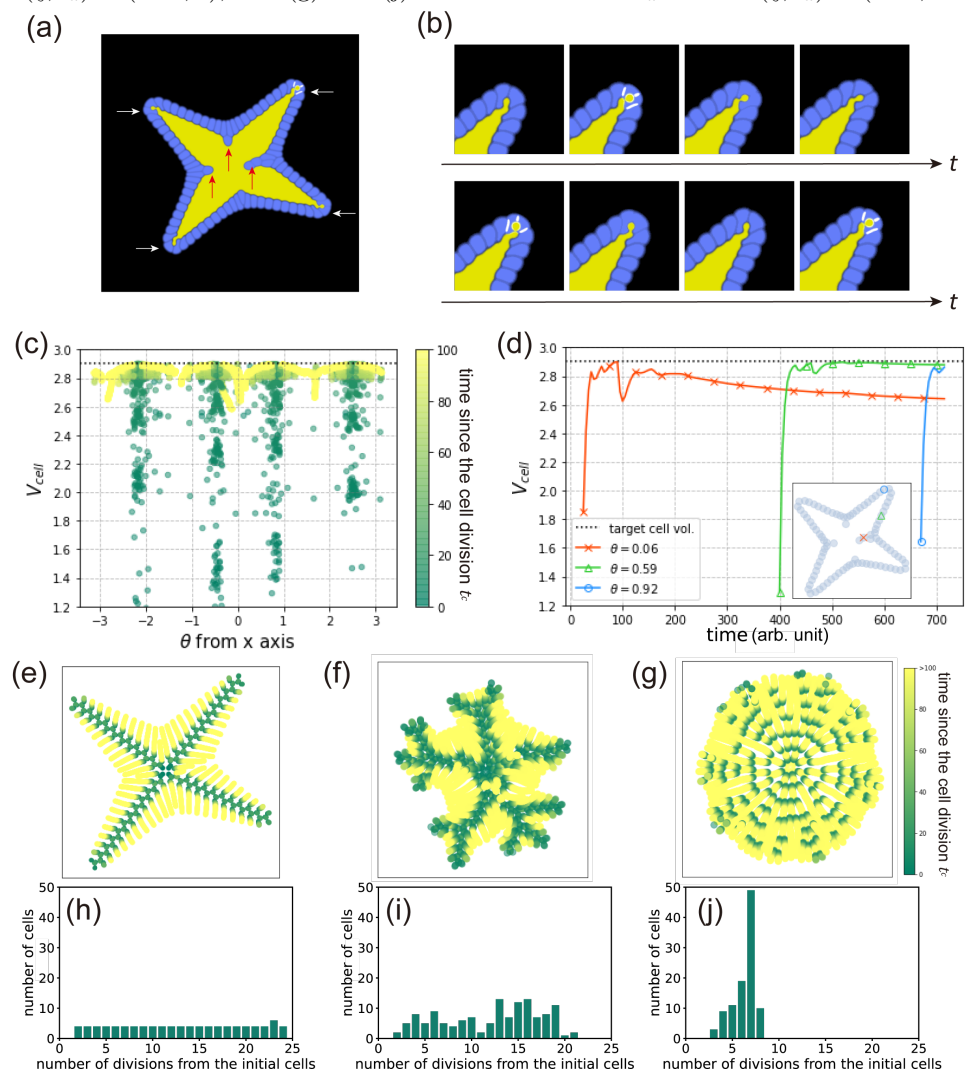 (a)
(b)
t
t
(c)
3.0
2.8
2.6
2.4
2.2
2.0
1.8
1.6
1.4
1.2
V_cell
−3 −2 −1 0 1 2 3
θ from x axis
100
80
60
40
20
0
time since the cell division t_c
(d)
3.0
2.8
2.6
2.4
2.2
2.0
1.8
1.6
1.4
1.2
V_cell
target cell vol.
θ = 0.06
θ = 0.59
θ = 0.92
0 100 200 300 400 500 600 700
time (arb. unit)
(e)
(f)
(g)
>100
80
60
40
20
0
time since the cell division t_c
(h)
50
40
30
20
10
0
number of cells
0 5 10 15 20 25
number of divisions from the initial cells
(i)
50
40
30
20
10
0
number of cells
0 5 10 15 20 25
number of divisions from the initial cells
(j)
50
40
30
20
10
0
number of cells
0 5 10 15 20 25
number of divisions from the initial cells